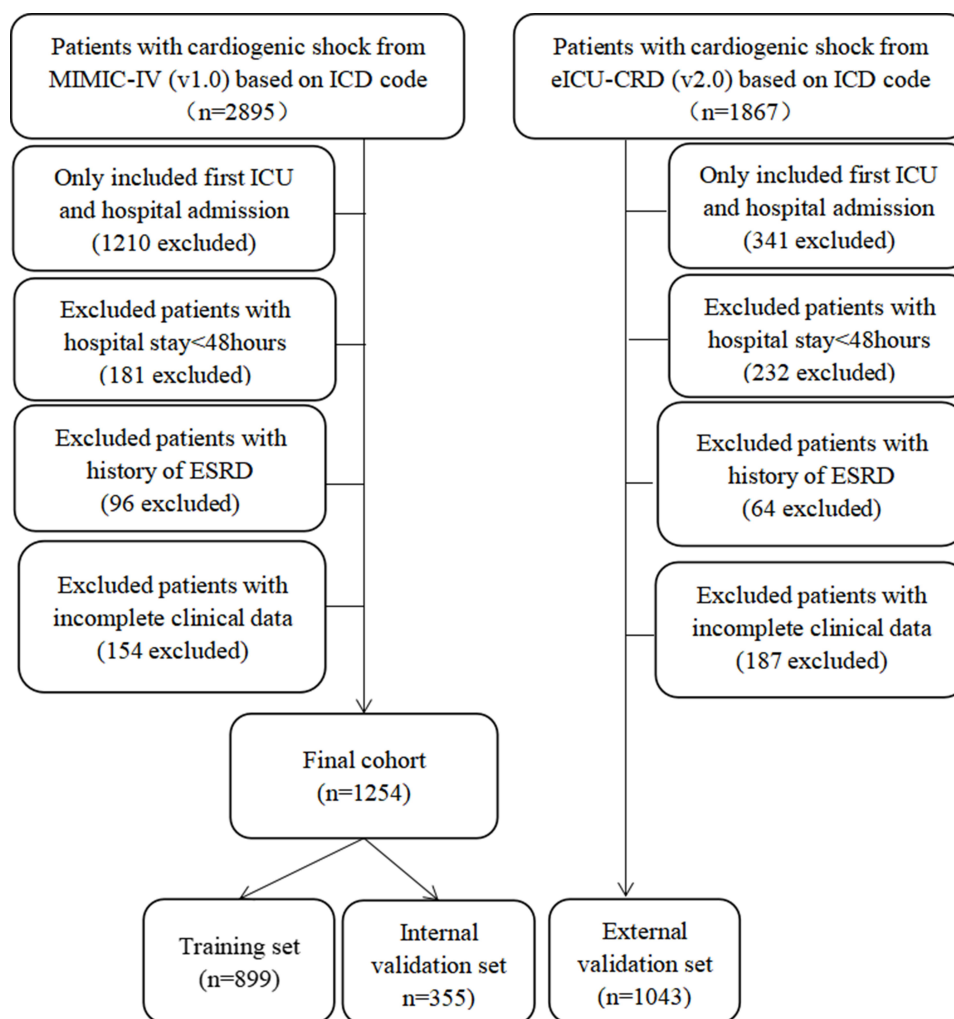 Patients with cardiogenic shock from
MIMIC-IV (v1.0) based on ICD code
（n=2895）
Only included first ICU
and hospital admission
(1210 excluded)
Excluded patients with
hospital stay<48hours
(181 excluded)
Excluded patients with
history of ESRD
(96 excluded)
Excluded patients with
incomplete clinical data
(154 excluded)
Final cohort
(n=1254)
Training set
(n=899)
Internal
validation set
n=355)
Patients with cardiogenic shock from
eICU-CRD (v2.0) based on ICD code
（n=1867）
Only included first ICU
and hospital admission
(341 excluded)
Excluded patients with
hospital stay<48hours
(232 excluded)
Excluded patients with
history of ESRD
(64 excluded)
Excluded patients with
incomplete clinical data
(187 excluded)
External
validation set
(n=1043)